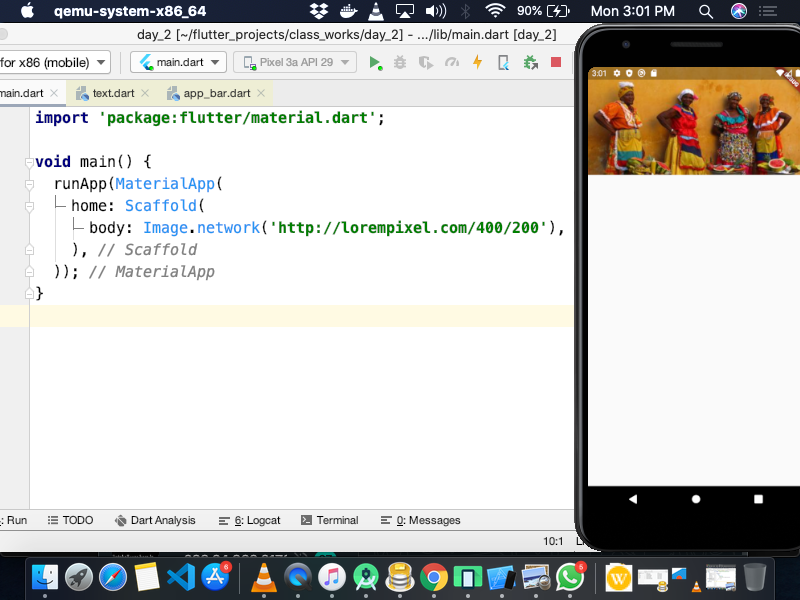 qemu-system-x86_64
90%
Mon 3:01 PM
day_2 [~/flutter_projects/class_works/day_2] - .../lib/main.dart [day_2]
for x86 (mobile)
main.dart
Pixel 3a API 29
main.dart
text.dart
app_bar.dart
import 'package:flutter/material.dart';
void main() {
runApp(MaterialApp(
home: Scaffold(
body: Image.network('http://lorempixel.com/400/200'),
), // Scaffold
)); // MaterialApp
}
3:01
: Run
TODO
Dart Analysis
6: Logcat
Terminal
0: Messages
10:1
6
5